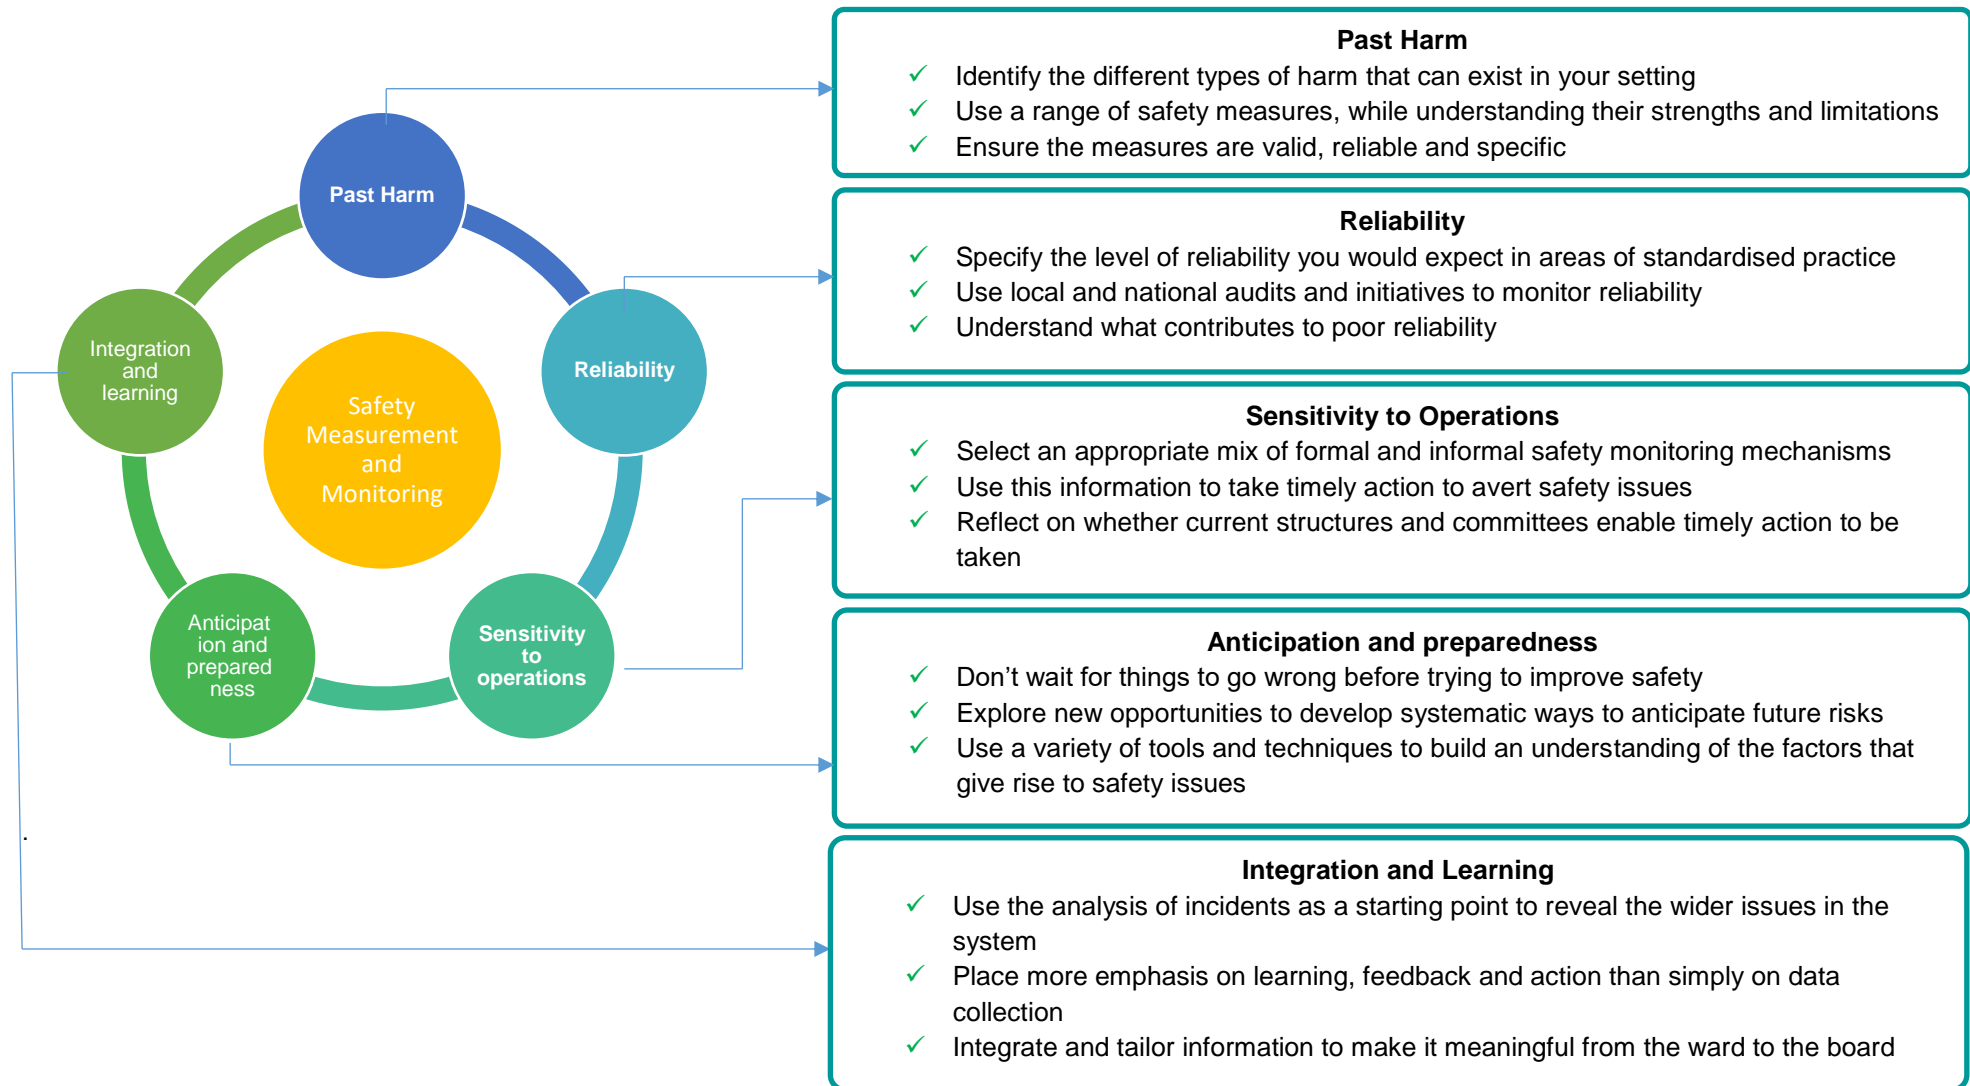 Past Harm
Reliability
Sensitivity
to
operations
Anticipat
ion and
prepared
ness
Integration
and
learning
Safety
Measurement
and
Monitoring
.
Past Harm
✓ Identify the different types of harm that can exist in your setting
✓ Use a range of safety measures, while understanding their strengths and limitations
✓ Ensure the measures are valid, reliable and specific
Reliability
✓ Specify the level of reliability you would expect in areas of standardised practice
✓ Use local and national audits and initiatives to monitor reliability
✓ Understand what contributes to poor reliability
Sensitivity to Operations
✓ Select an appropriate mix of formal and informal safety monitoring mechanisms
✓ Use this information to take timely action to avert safety issues
✓ Reflect on whether current structures and committees enable timely action to be
taken
Anticipation and preparedness
✓ Don’t wait for things to go wrong before trying to improve safety
✓ Explore new opportunities to develop systematic ways to anticipate future risks
✓ Use a variety of tools and techniques to build an understanding of the factors that
give rise to safety issues
Integration and Learning
✓ Use the analysis of incidents as a starting point to reveal the wider issues in the
system
✓ Place more emphasis on learning, feedback and action than simply on data
collection
✓ Integrate and tailor information to make it meaningful from the ward to the board